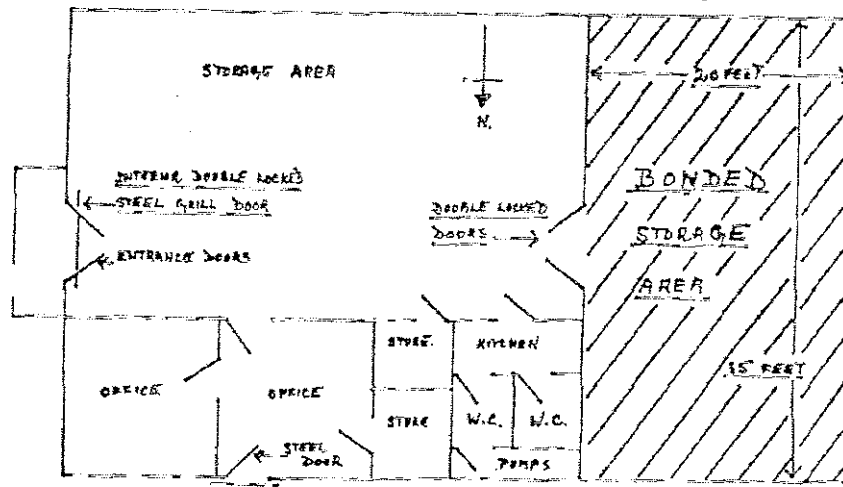 STORAGE AREA
N.
20 FEET
INTERNAL DOUBLE LOCKED
STEEL GRILL DOOR
ENTRANCE DOORS
DOUBLE LOCKED
DOORS
BONDED
STORAGE
AREA
35 FEET
OFFICE
OFFICE
STEEL
DOOR
STORE
STORE
KITCHEN
W.C.
W.C.
PUMPS